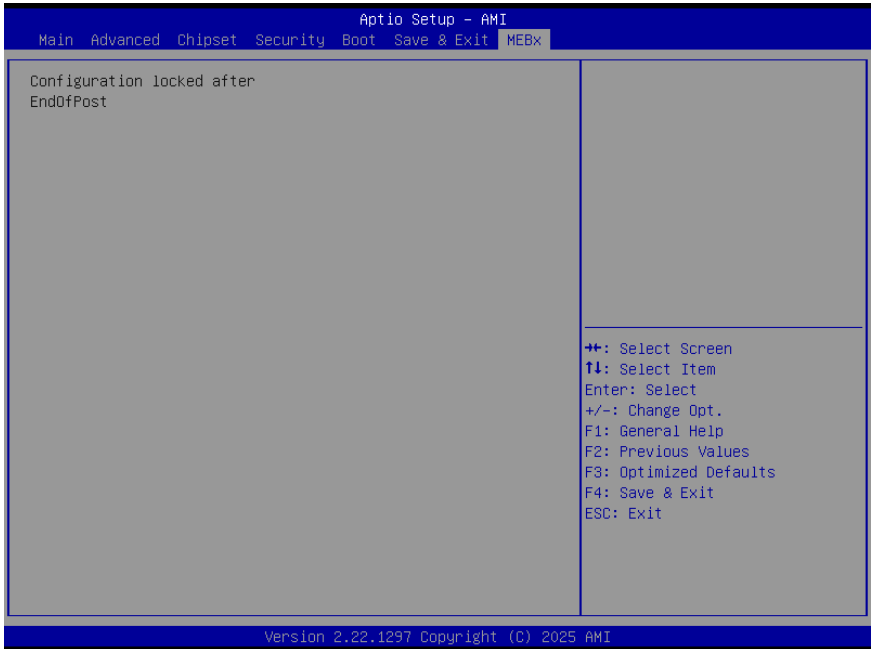 Aptio Setup - AMI
Main Advanced Chipset Security Boot Save & Exit MEBx
Configuration locked after
EndOfPost
→←: Select Screen
↑↓: Select Item
Enter: Select
+/-: Change Opt.
F1: General Help
F2: Previous Values
F3: Optimized Defaults
F4: Save & Exit
ESC: Exit
Version 2.22.1297 Copyright (C) 2025 AMI